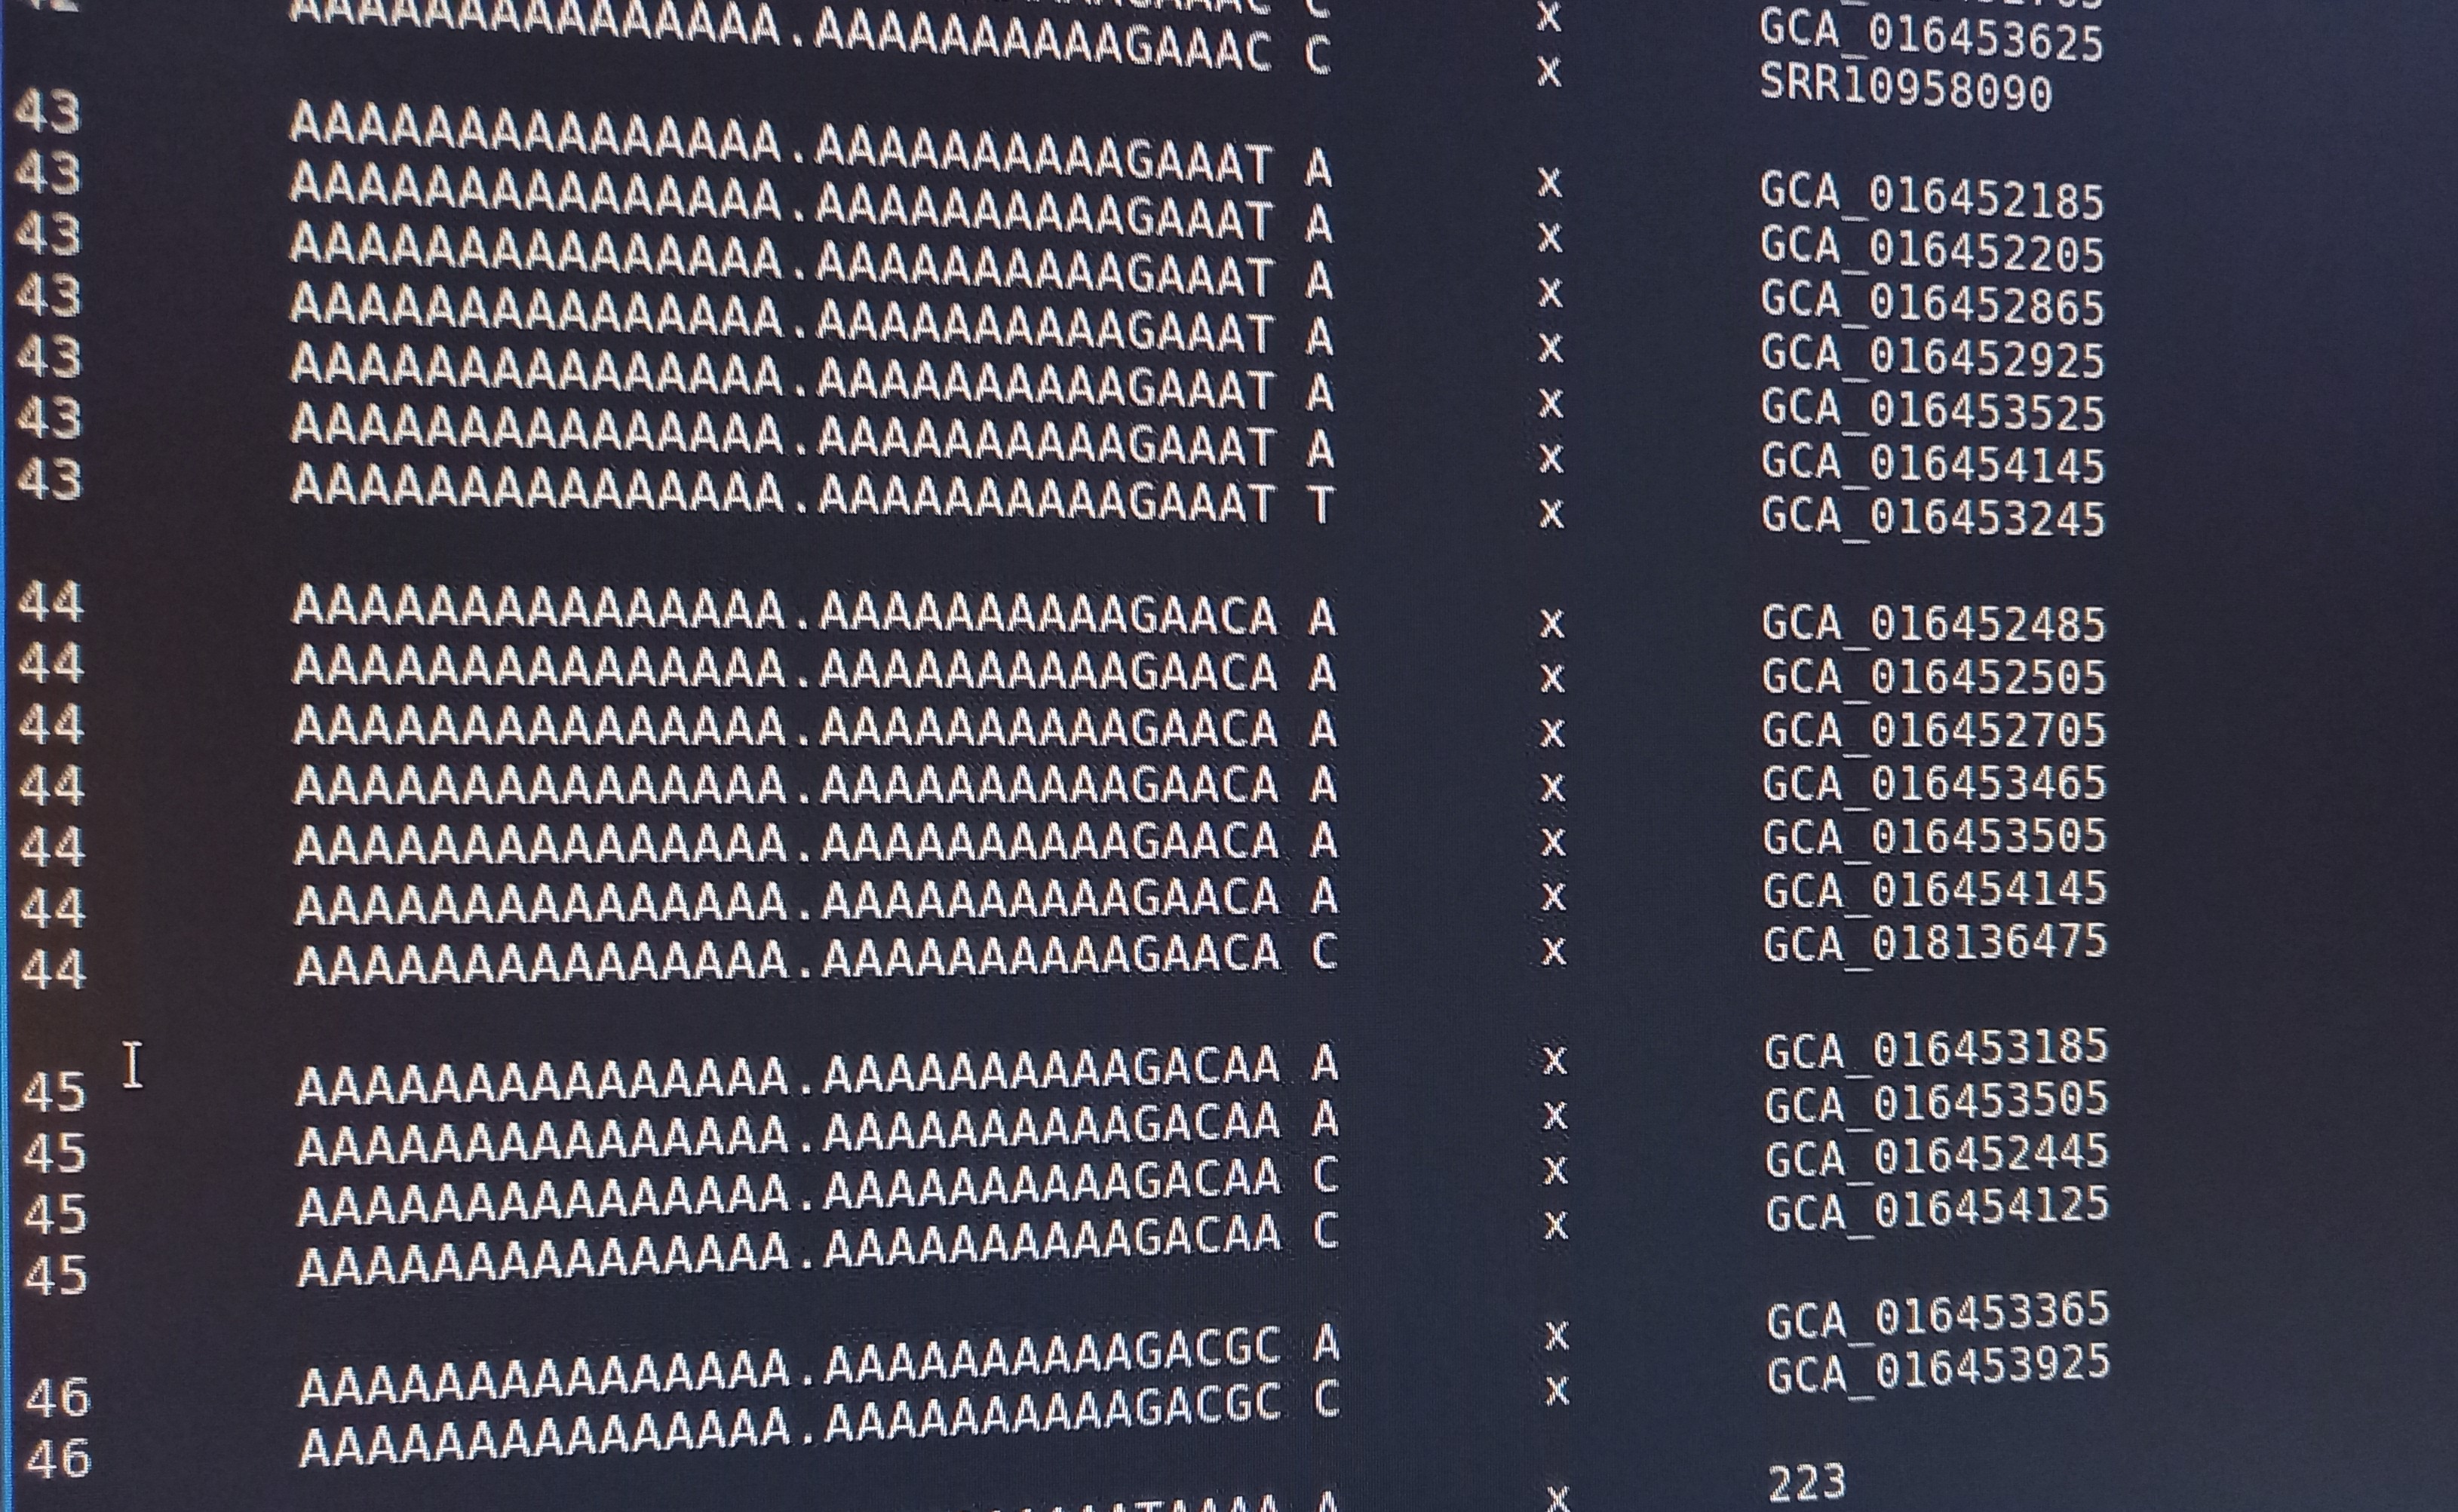 x GCA_016453625
AAAAAAAAAAAAAAA.AAAAAAAAAAGAAAC C x SRR10958090
43 AAAAAAAAAAAAAAA.AAAAAAAAAAGAAAT A x GCA_016452185
43 AAAAAAAAAAAAAAA.AAAAAAAAAAGAAAT A x GCA_016452205
43 AAAAAAAAAAAAAAA.AAAAAAAAAAGAAAT A x GCA_016452865
43 AAAAAAAAAAAAAAA.AAAAAAAAAAGAAAT A x GCA_016452925
43 AAAAAAAAAAAAAAA.AAAAAAAAAAGAAAT A x GCA_016453525
43 AAAAAAAAAAAAAAA.AAAAAAAAAAGAAAT A x GCA_016454145
43 AAAAAAAAAAAAAAA.AAAAAAAAAAGAAAT T x GCA_016453245
44 AAAAAAAAAAAAAAA.AAAAAAAAAAGAACA A x GCA_016452485
44 AAAAAAAAAAAAAAA.AAAAAAAAAAGAACA A x GCA_016452505
44 AAAAAAAAAAAAAAA.AAAAAAAAAAGAACA A x GCA_016452705
44 AAAAAAAAAAAAAAA.AAAAAAAAAAGAACA A x GCA_016453465
44 AAAAAAAAAAAAAAA.AAAAAAAAAAGAACA A x GCA_016453505
44 AAAAAAAAAAAAAAA.AAAAAAAAAAGAACA A x GCA_016454145
44 AAAAAAAAAAAAAAA.AAAAAAAAAAGAACA C x GCA_018136475
45 AAAAAAAAAAAAAAA.AAAAAAAAAAGACAA A x GCA_016453185
45 AAAAAAAAAAAAAAA.AAAAAAAAAAGACAA A x GCA_016453505
45 AAAAAAAAAAAAAAA.AAAAAAAAAAGACAA C x GCA_016452445
45 AAAAAAAAAAAAAAA.AAAAAAAAAAGACAA C x GCA_016454125
46 AAAAAAAAAAAAAAA.AAAAAAAAAAGACGC A x GCA_016453365
46 AAAAAAAAAAAAAAA.AAAAAAAAAAGACGC C x GCA_016453925
x 223